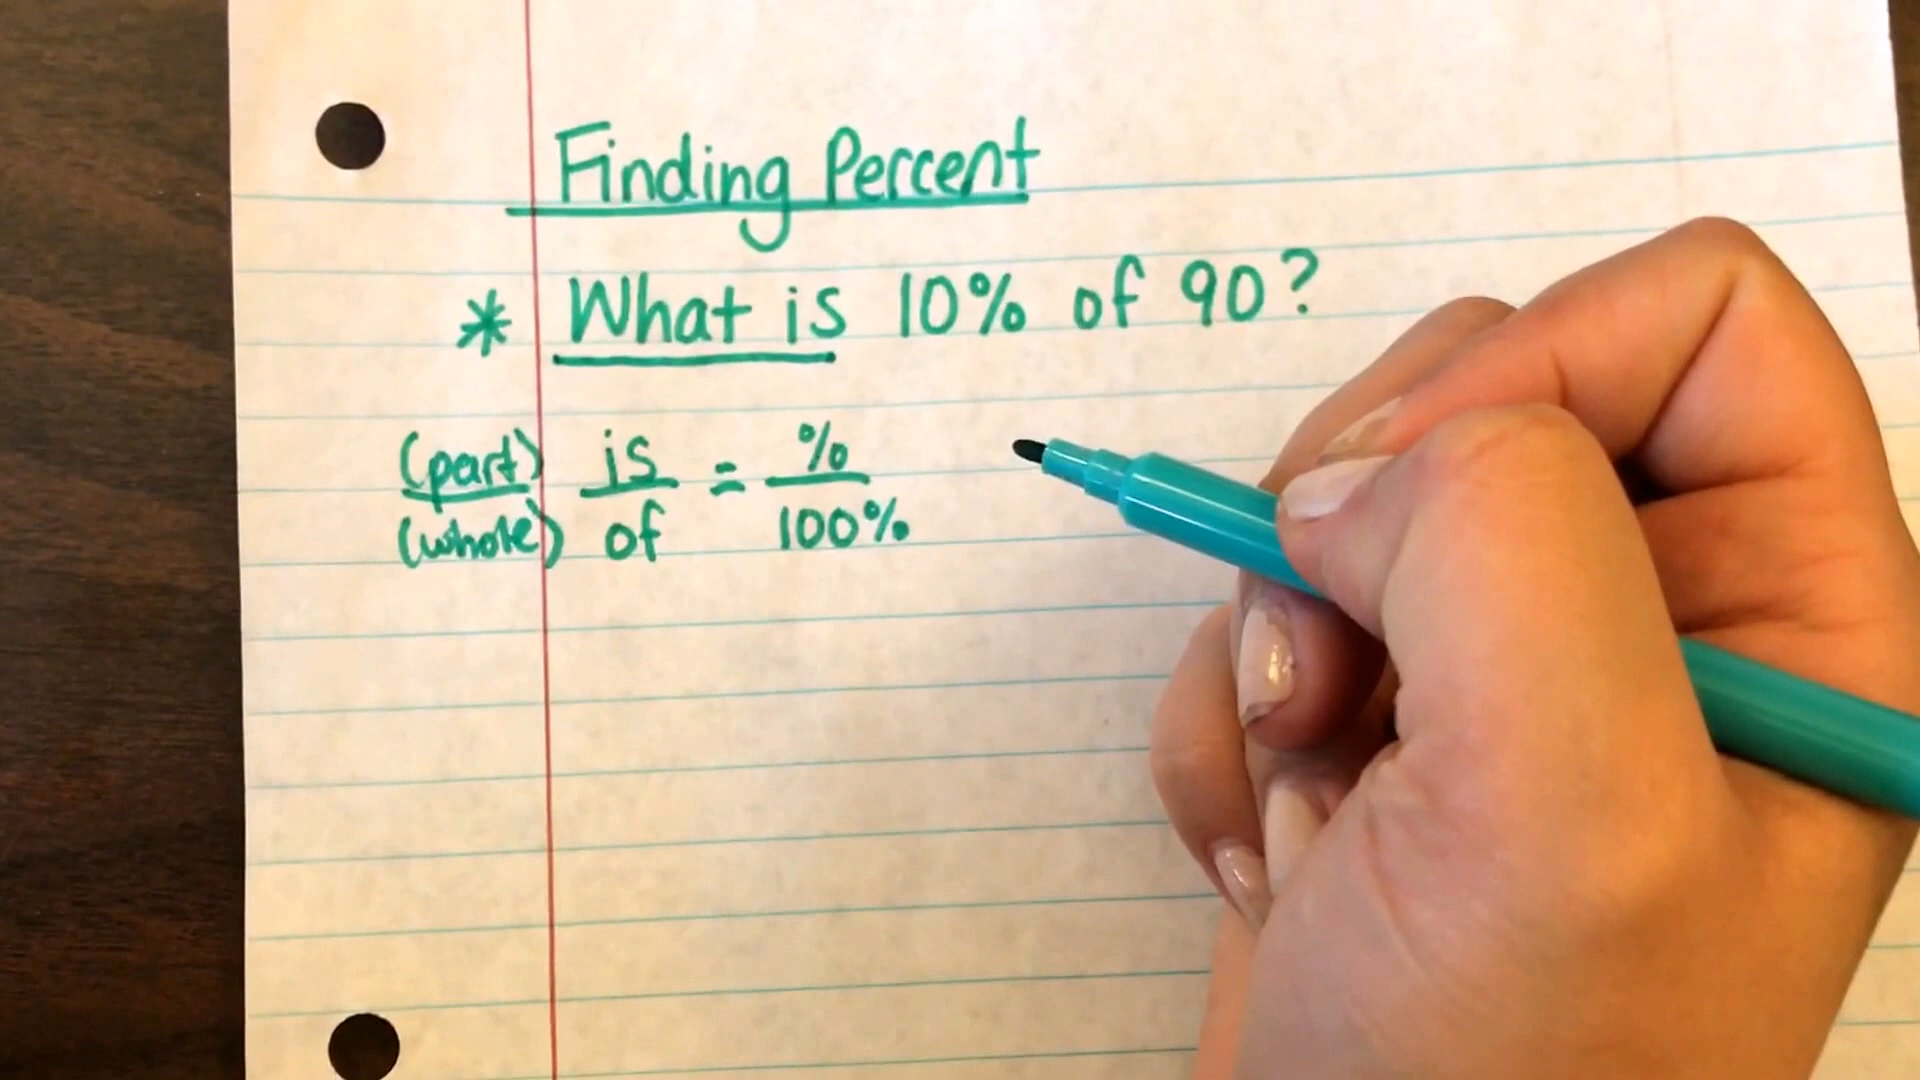 Finding Percent
* What is 10% of 90?
(part) is = %
(whole) of 100%